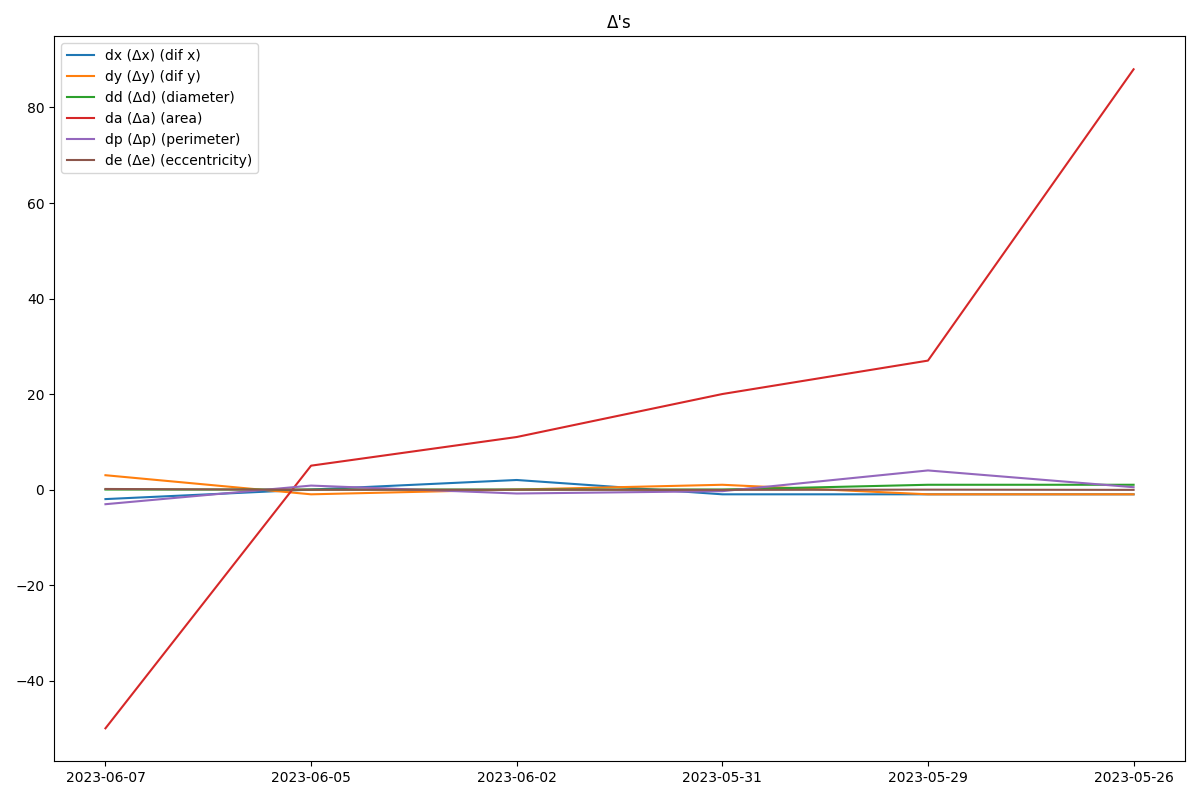 Δ's
dx (Δx) (dif x)
dy (Δy) (dif y)
dd (Δd) (diameter)
da (Δa) (area)
dp (Δp) (perimeter)
de (Δe) (eccentricity)
80
60
40
20
0
−20
−40
2023-06-07 2023-06-05 2023-06-02 2023-05-31 2023-05-29 2023-05-26